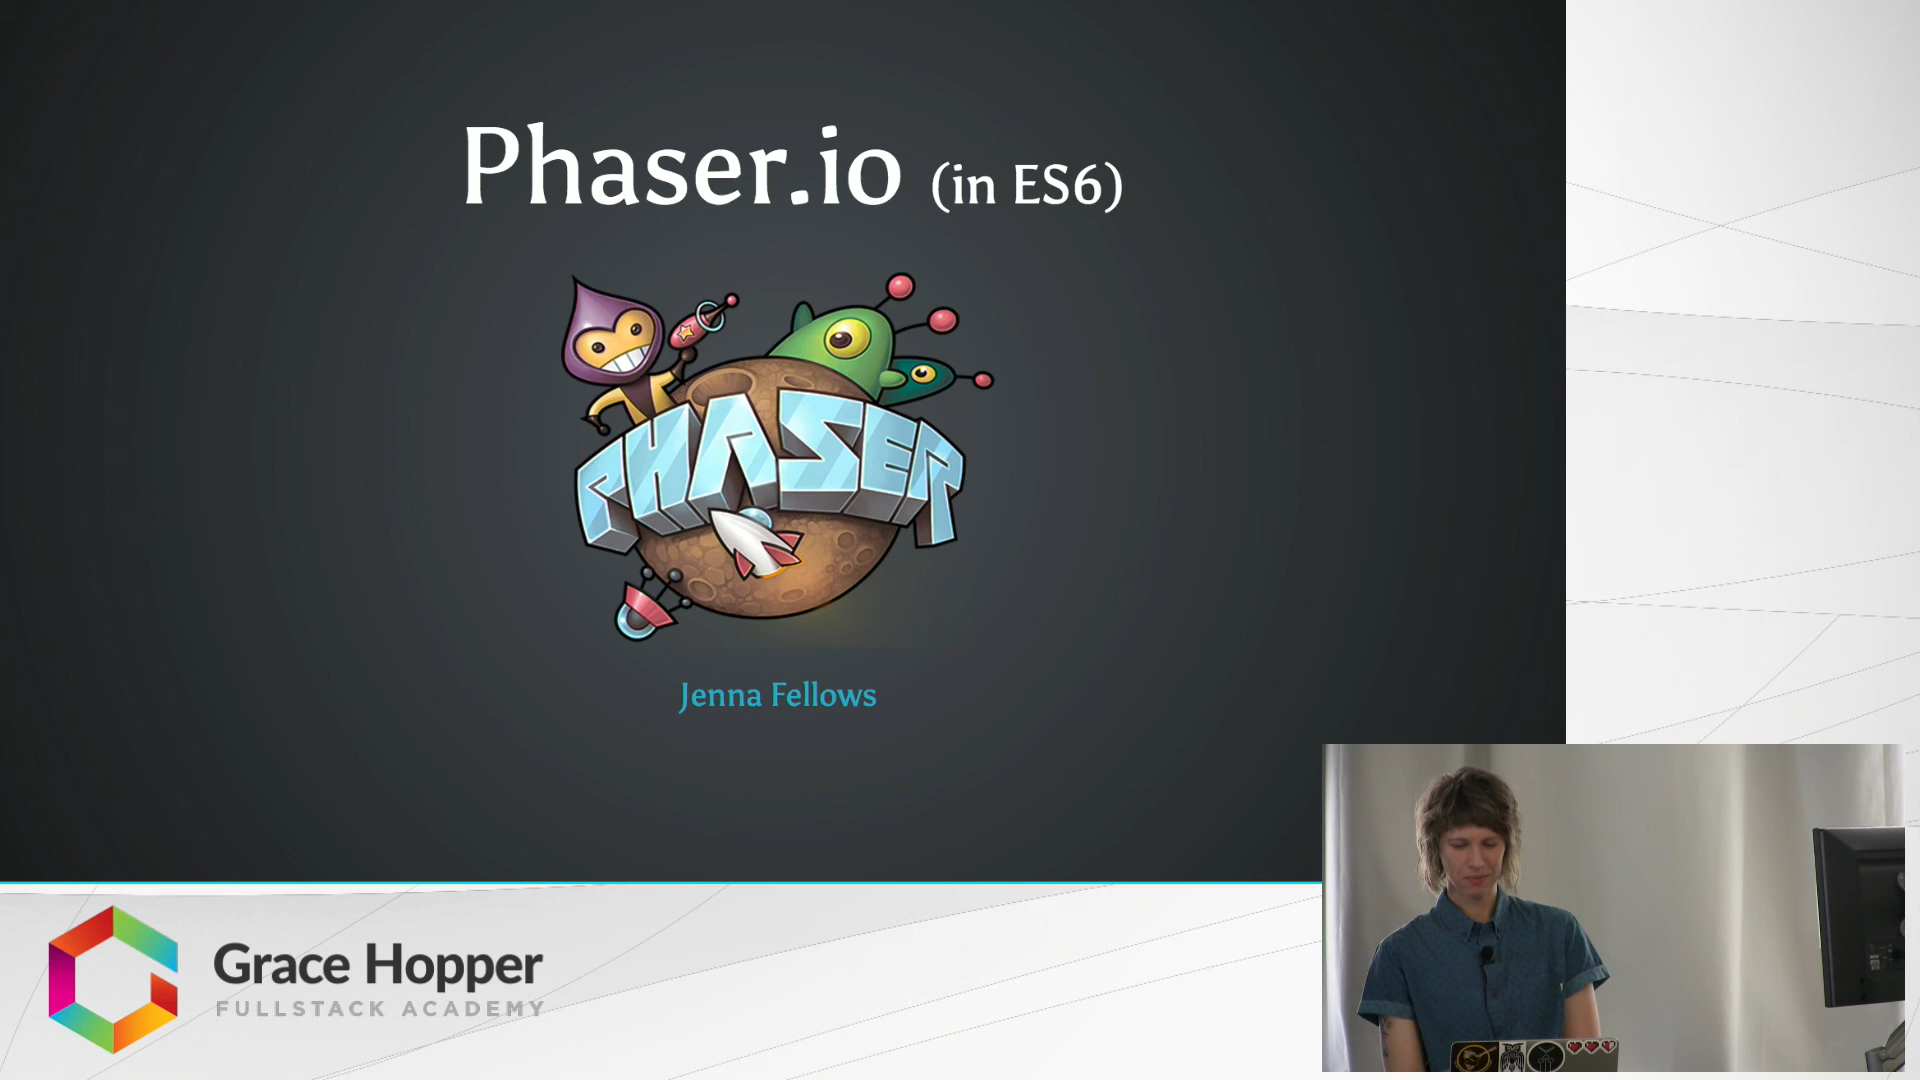 Phaser.io (in ES6)
PHASER
Jenna Fellows
Grace Hopper
FULLSTACK ACADEMY